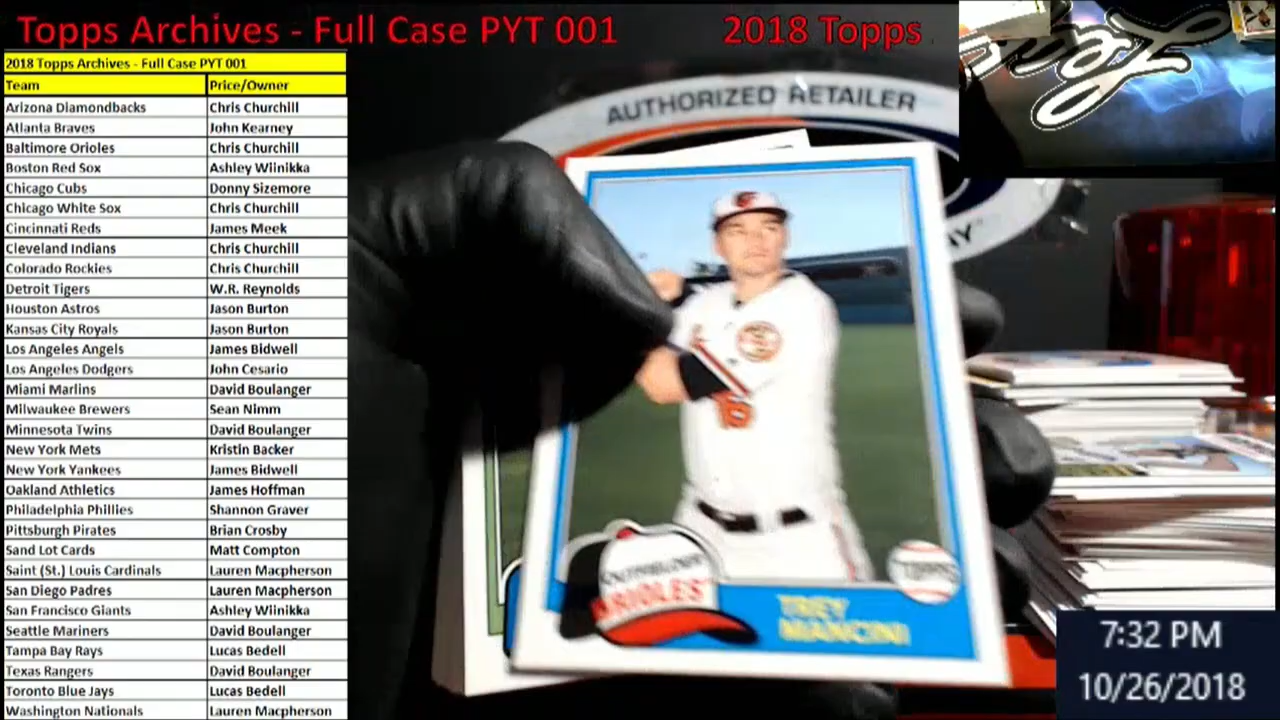 Topps Archives - Full Case PYT 001 2018 Topps
2018 Topps Archives - Full Case PYT 001
Team Price/Owner
Arizona Diamondbacks Chris Churchill
Atlanta Braves John Kearney
Baltimore Orioles Chris Churchill
Boston Red Sox Ashley Wiinikka
Chicago Cubs Donny Sizemore
Chicago White Sox Chris Churchill
Cincinnati Reds James Meek
Cleveland Indians Chris Churchill
Colorado Rockies Chris Churchill
Detroit Tigers W.R. Reynolds
Houston Astros Jason Burton
Kansas City Royals Jason Burton
Los Angeles Angels James Bidwell
Los Angeles Dodgers John Cesario
Miami Marlins David Boulanger
Milwaukee Brewers Sean Nimm
Minnesota Twins David Boulanger
New York Mets Kristin Backer
New York Yankees James Bidwell
Oakland Athletics James Hoffman
Philadelphia Phillies Shannon Graver
Pittsburgh Pirates Brian Crosby
Sand Lot Cards Matt Compton
Saint (St.) Louis Cardinals Lauren Macpherson
San Diego Padres Lauren Macpherson
San Francisco Giants Ashley Wiinikka
Seattle Mariners David Boulanger
Tampa Bay Rays Lucas Bedell
Texas Rangers David Boulanger
Toronto Blue Jays Lucas Bedell
Washington Nationals Lauren Macpherson
AUTHORIZED RETAILER
AY
16
OUTFIELDER
ORIOLES
TOPPS
TREY
MANCINI
7:32 PM
10/26/2018